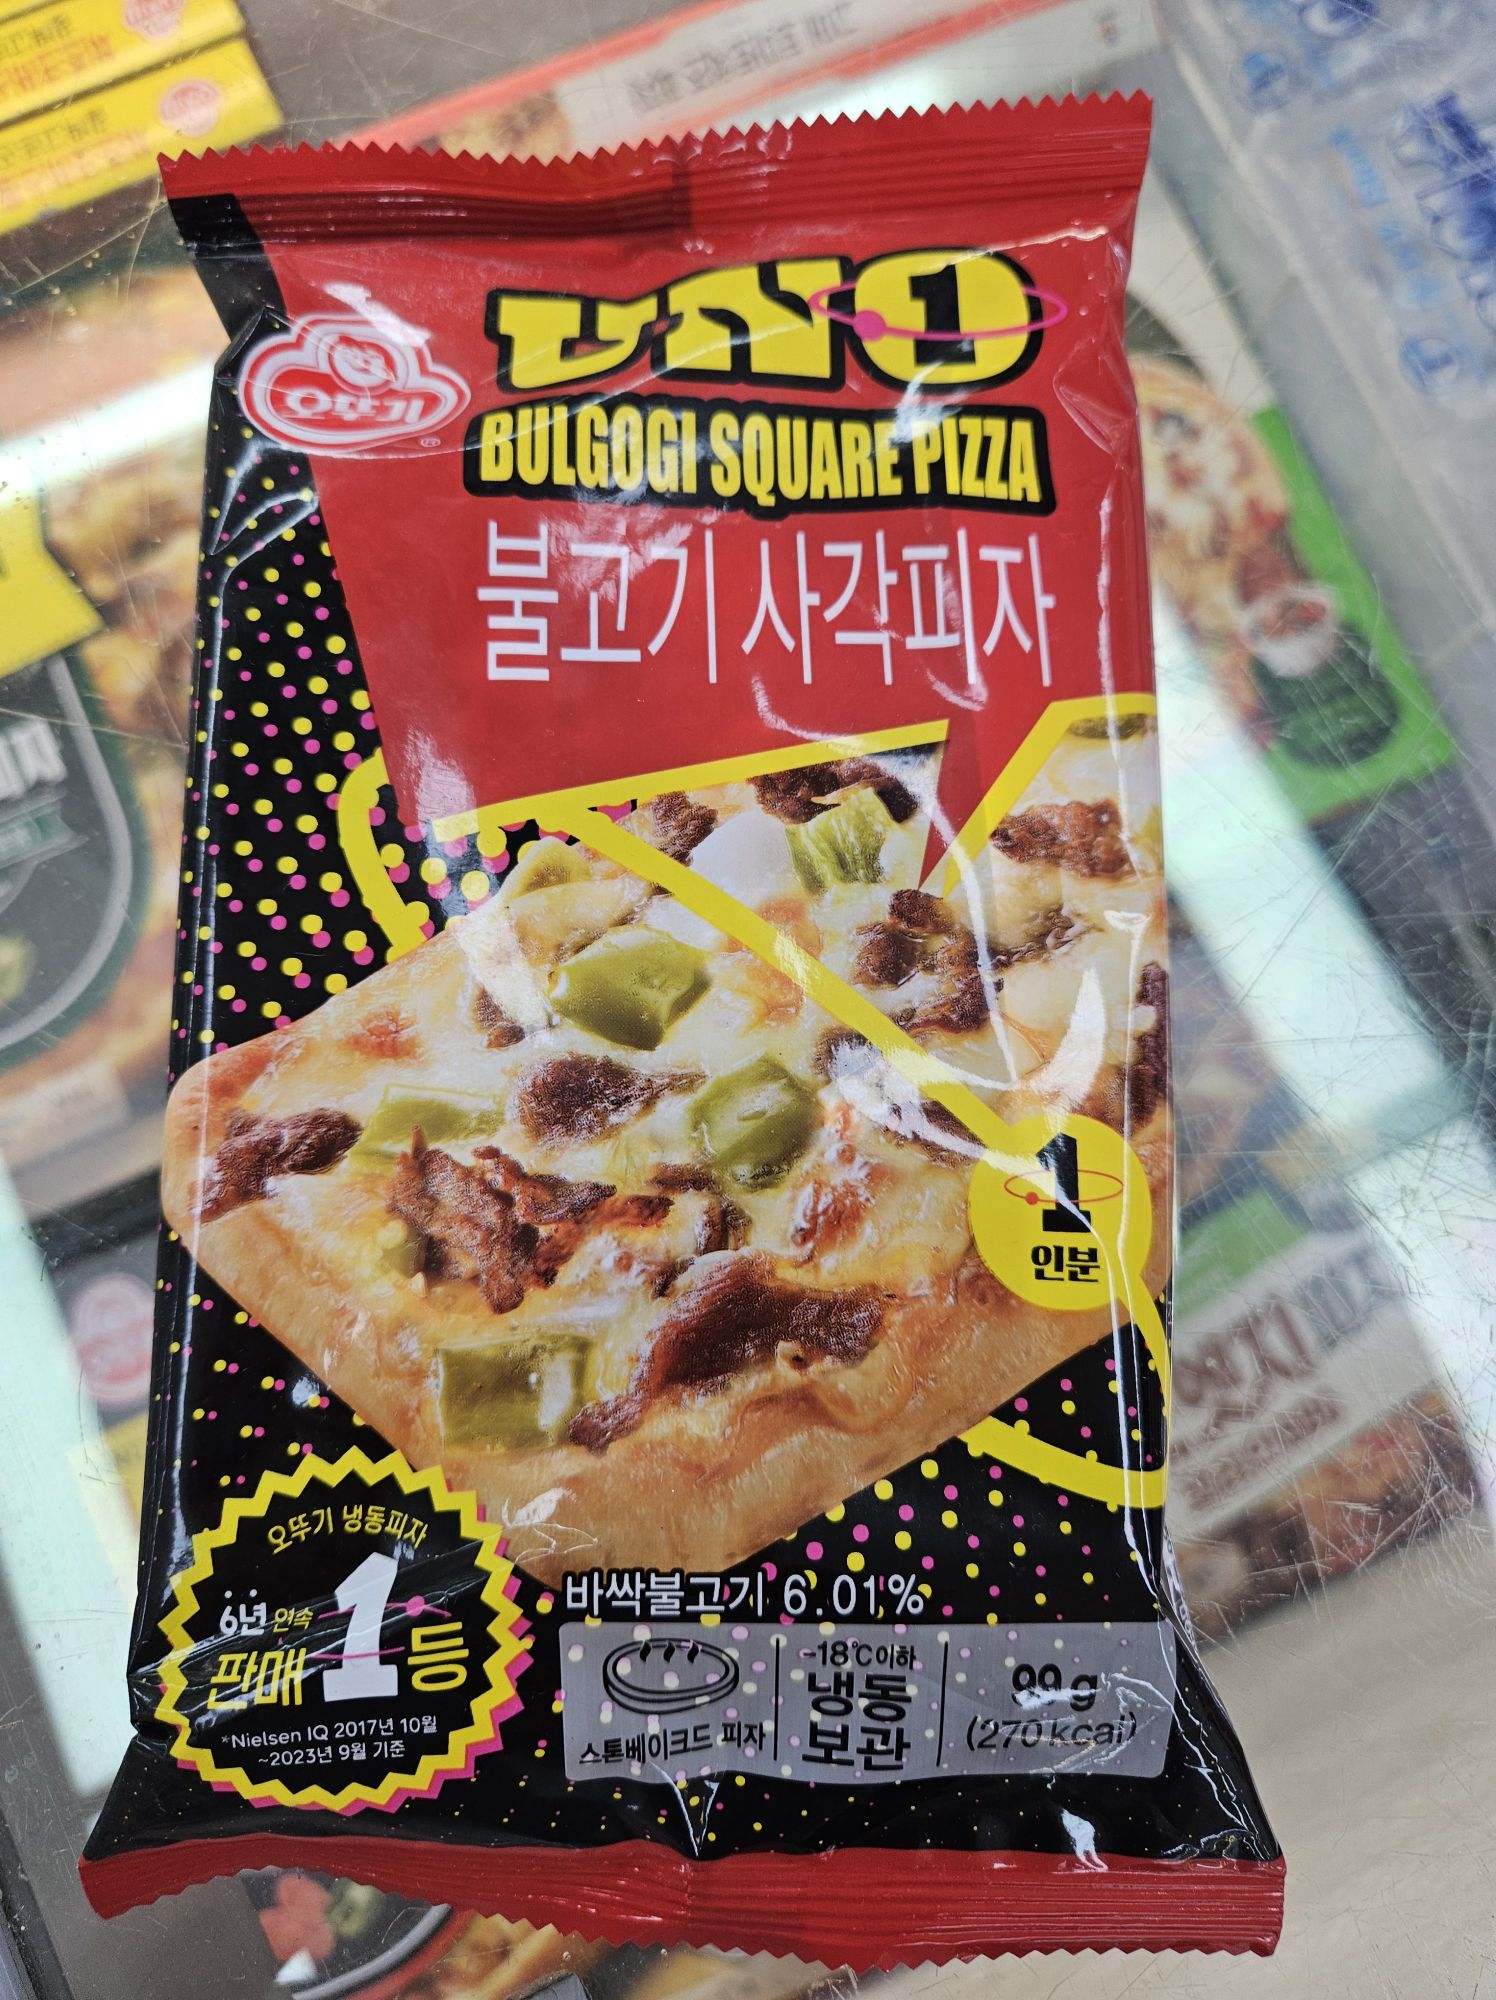 오뚜기
UNO
1
BULGOGI SQUARE PIZZA
불고기 사각피자
1
인분
오뚜기 냉동피자
6년 연속
판매 1등
*Nielsen IQ 2017년 10월
~2023년 9월 기준
바싹불고기 6.01%
스톤베이크드 피자
-18℃이하
냉동
보관
99g
(270 kcal)